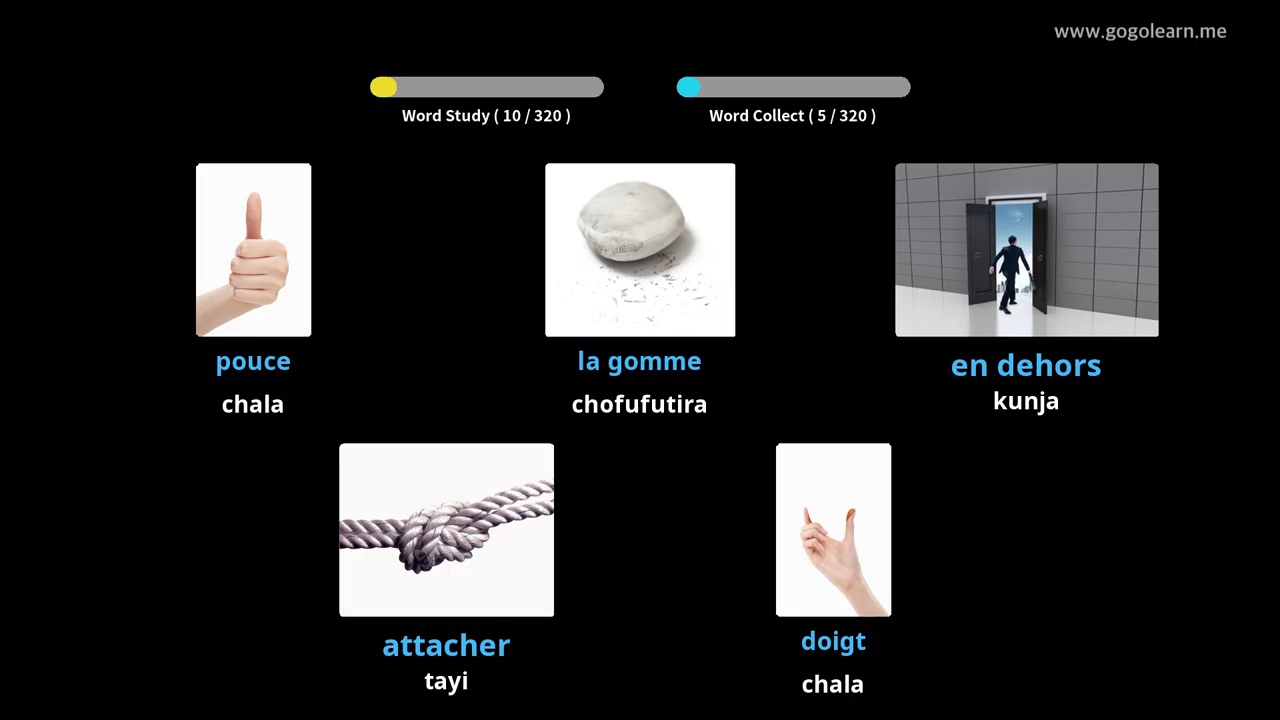 www.gogolearn.me
Word Study ( 10 / 320 )
Word Collect ( 5 / 320 )
pouce
chala
la gomme
chofufutira
en dehors
kunja
attacher
tayi
doigt
chala